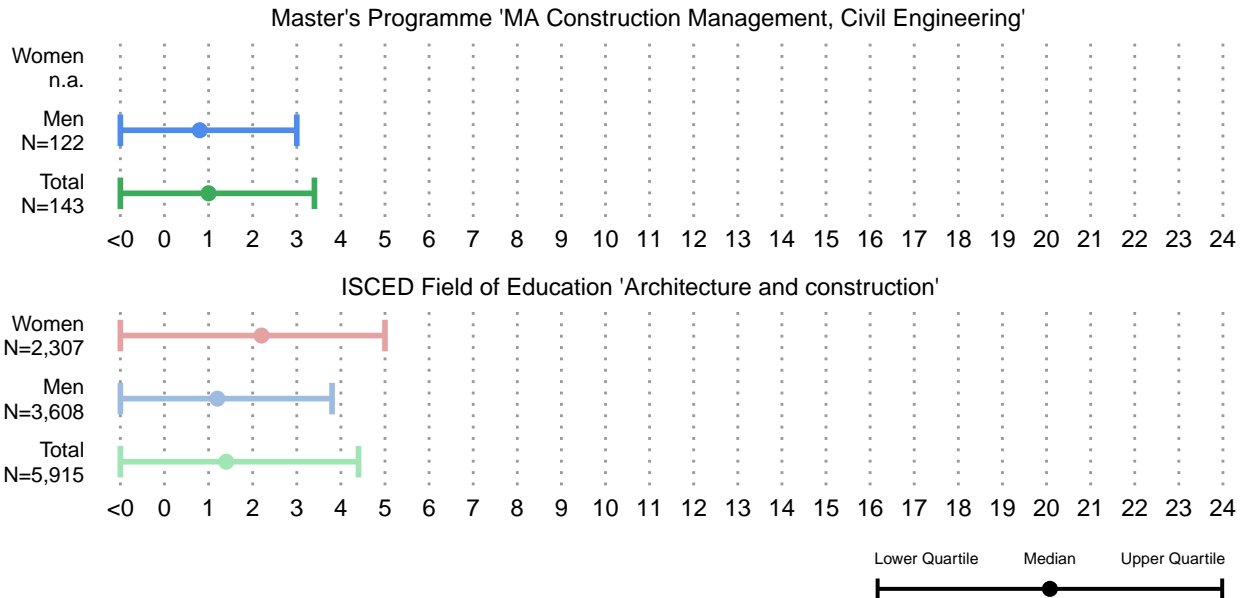 Master's Programme 'MA Construction Management, Civil Engineering'
Women
n.a.
Men
N=122
Total
N=143
<0 0 1 2 3 4 5 6 7 8 9 10 11 12 13 14 15 16 17 18 19 20 21 22 23 24
ISCED Field of Education 'Architecture and construction'
Women
N=2,307
Men
N=3,608
Total
N=5,915
<0 0 1 2 3 4 5 6 7 8 9 10 11 12 13 14 15 16 17 18 19 20 21 22 23 24
Lower Quartile Median Upper Quartile